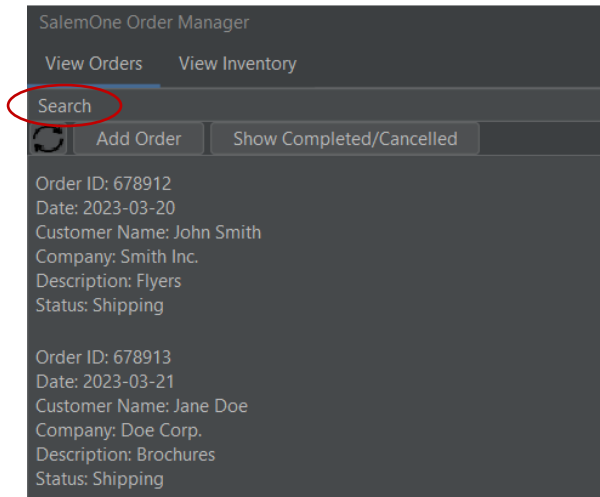 SalemOne Order Manager
View Orders View Inventory
Search
Add Order Show Completed/Cancelled
Order ID: 678912
Date: 2023-03-20
Customer Name: John Smith
Company: Smith Inc.
Description: Flyers
Status: Shipping
Order ID: 678913
Date: 2023-03-21
Customer Name: Jane Doe
Company: Doe Corp.
Description: Brochures
Status: Shipping